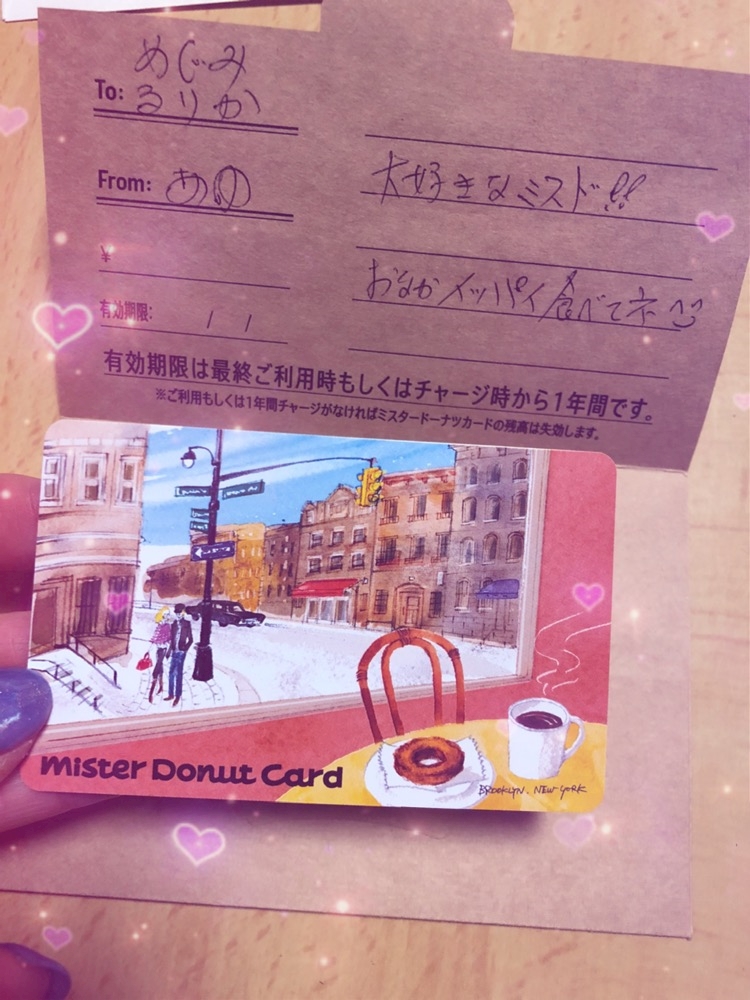 めぐみ
To: るりか
From: あゆ
大好きなミスド!!
¥
おなかイッパイ食べてネ
有効期限: / /
有効期限は最終ご利用時もしくはチャージ時から1年間です。
※ご利用もしくは1年間チャージがなければミスタードーナツカードの残高は失効します。
mister Donut Card
BROOKLYN. NEW YORK